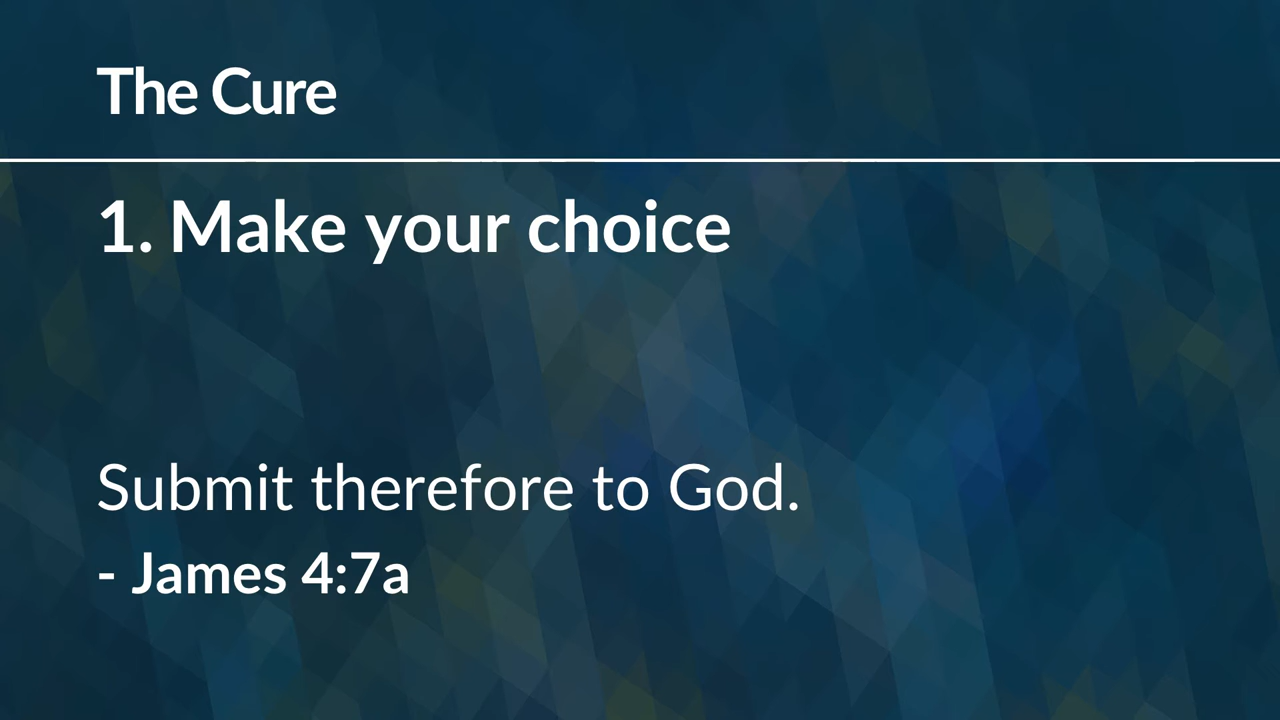 The Cure
1. Make your choice
Submit therefore to God.
- James 4:7a